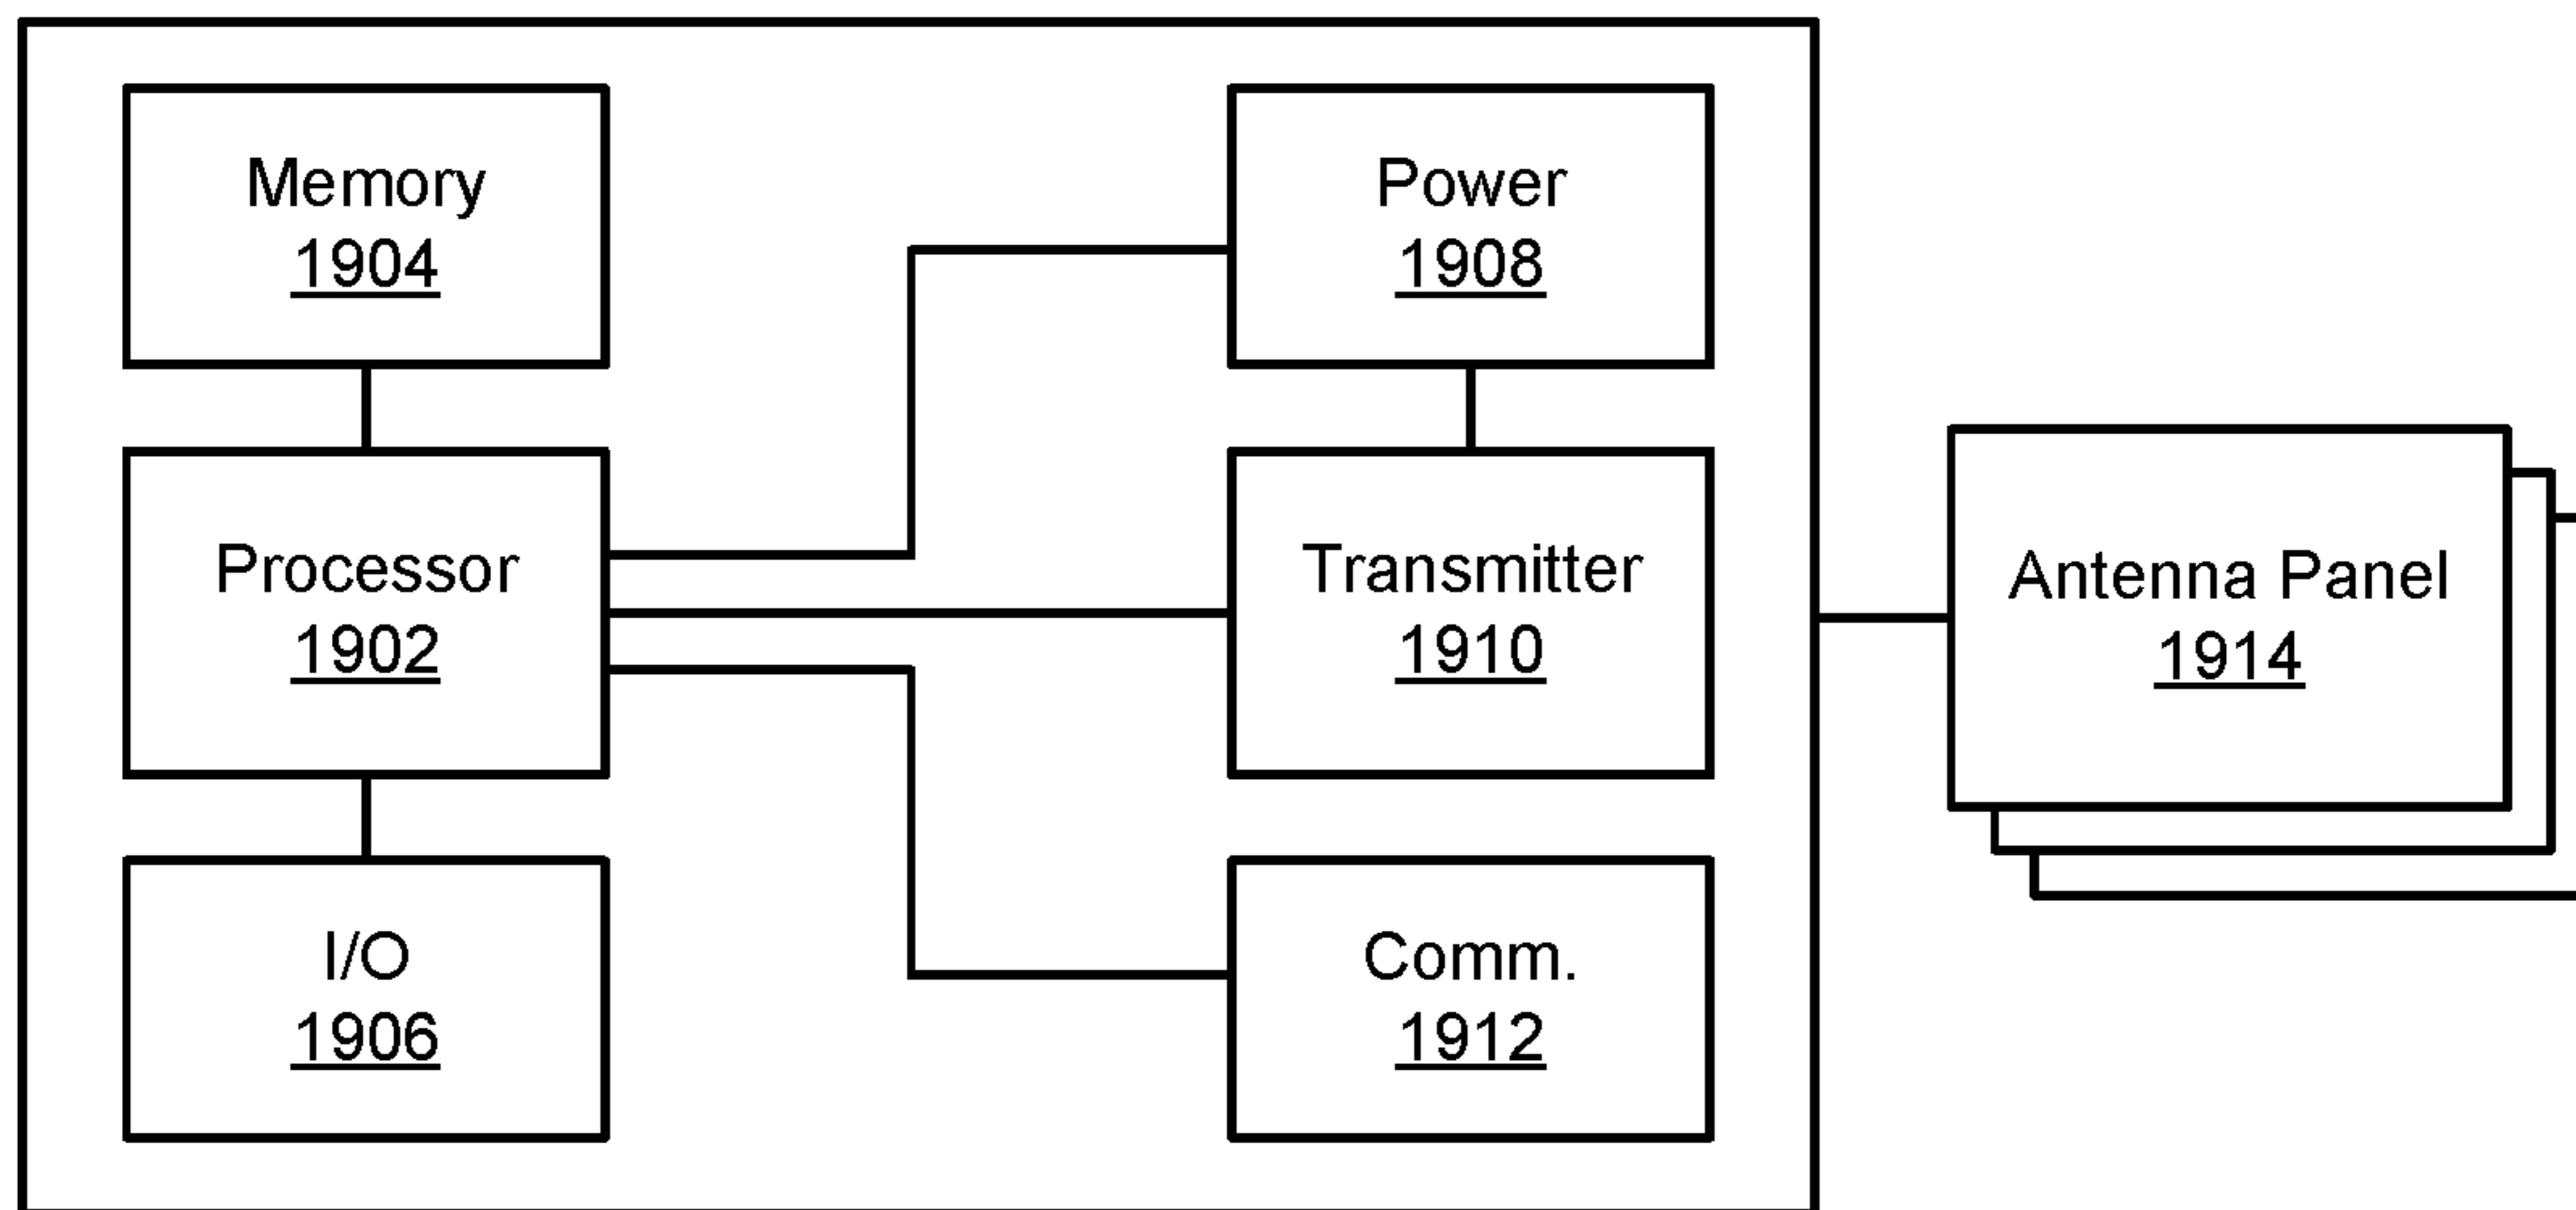 Memory
1904
Power
1908
Processor
1902
Transmitter
1910
Antenna Panel
1914
I/O
1906
Comm.
1912